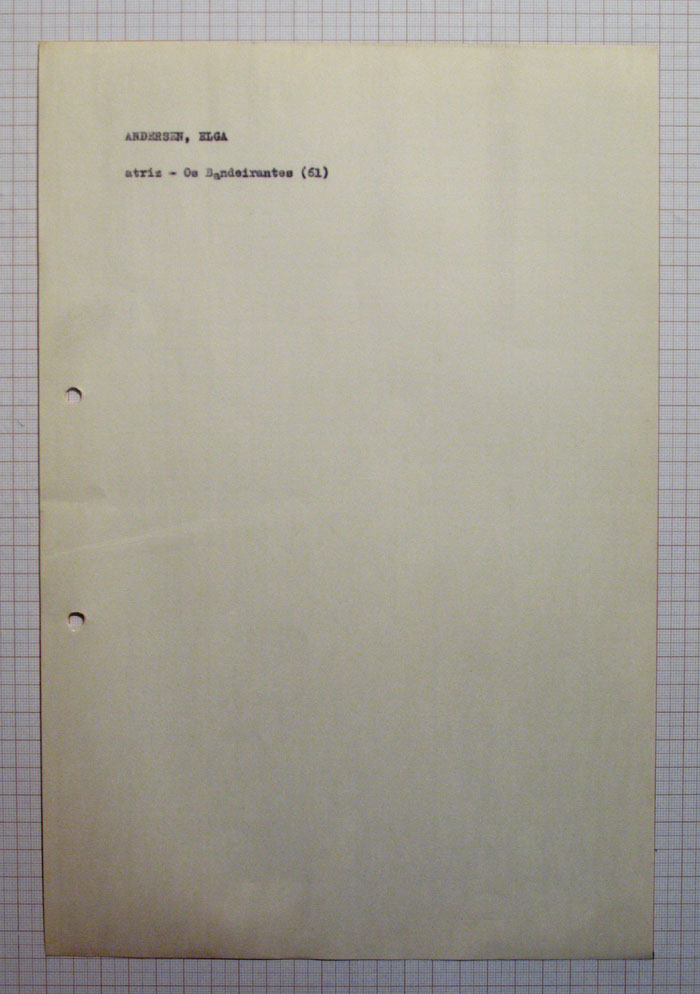 ANDERSEN, ELGA
atriz - Os Bandeirantes (61)